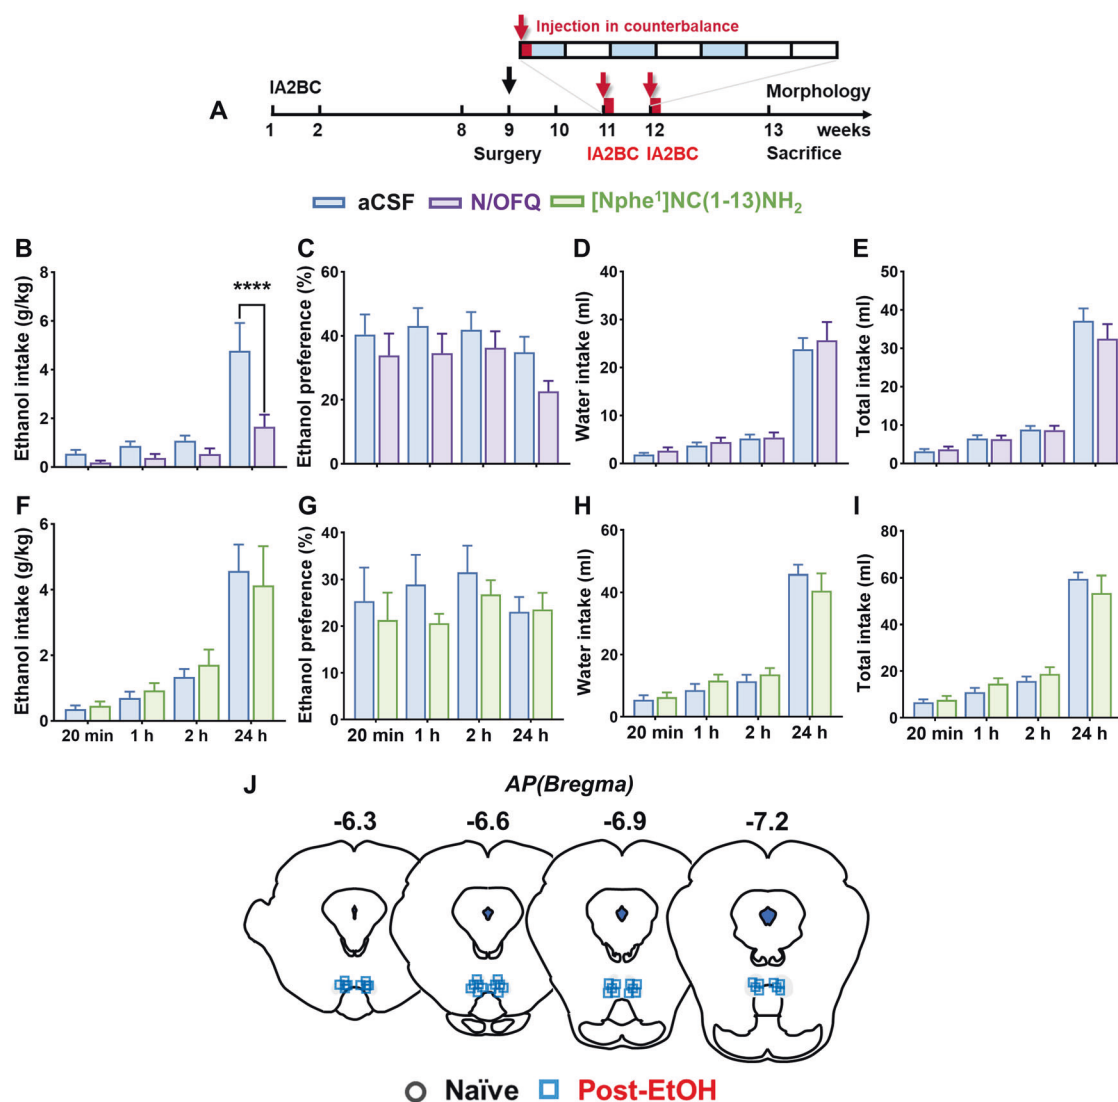 Injection in counterbalance
IA2BC
Morphology
A
1 2 8 9 10 11 12 13 weeks
Surgery IA2BC IA2BC Sacrifice
aCSF N/OFQ [Nphe¹]NC(1-13)NH₂
B
Ethanol intake (g/kg)
8
6
4
2
0
****
C
Ethanol preference (%)
60
40
20
0
D
Water intake (ml)
40
30
20
10
0
E
Total intake (ml)
50
40
30
20
10
0
F
Ethanol intake (g/kg)
6
4
2
0
20 min 1 h 2 h 24 h
G
Ethanol preference (%)
40
30
20
10
0
20 min 1 h 2 h 24 h
H
Water intake (ml)
60
40
20
0
20 min 1 h 2 h 24 h
I
Total intake (ml)
80
60
40
20
0
20 min 1 h 2 h 24 h
J
AP(Bregma)
-6.3 -6.6 -6.9 -7.2
Naïve Post-EtOH